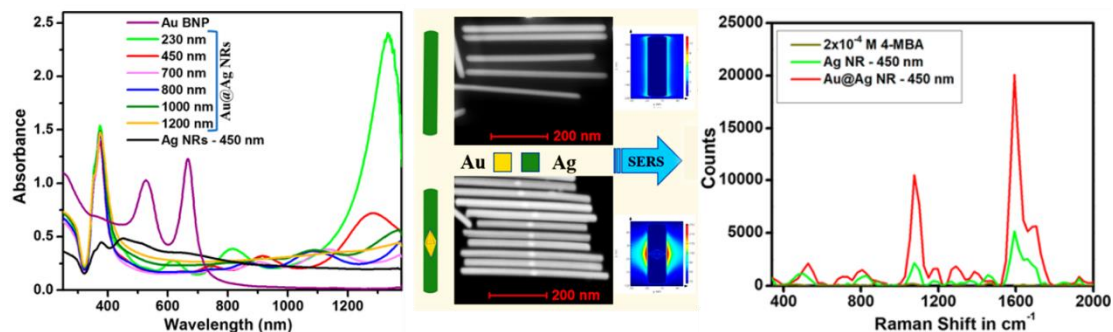 2.5
2.0
1.5
1.0
0.5
0.0
Absorbance
400 600 800 1000 1200
Wavelength (nm)
Au BNP
230 nm
450 nm
700 nm
800 nm
1000 nm
1200 nm
Ag NRs - 450 nm
Au@Ag NRs
200 nm
Au Ag
SERS
200 nm
25000
20000
15000
10000
5000
0
Counts
400 800 1200 1600 2000
Raman Shift in cm⁻¹
2x10⁻⁴ M 4-MBA
Ag NR - 450 nm
Au@Ag NR - 450 nm